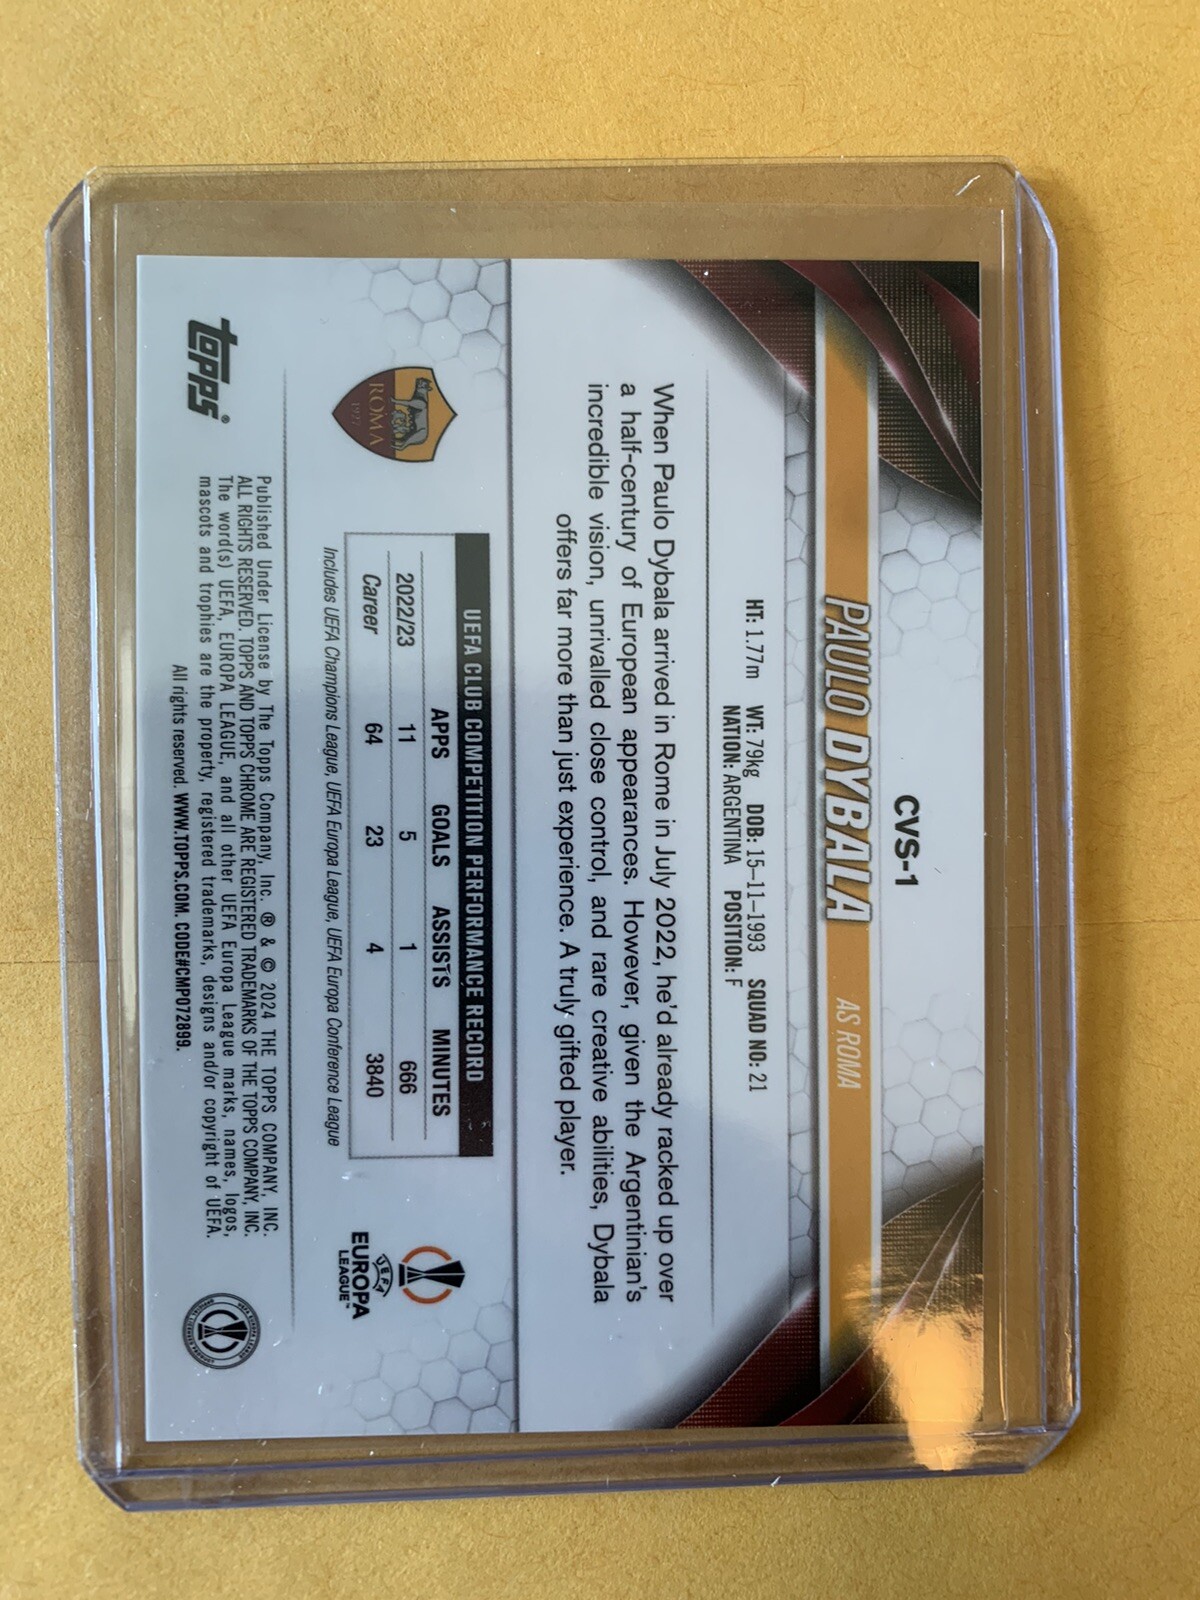 CVS-1
PAULO DYBALA AS ROMA
HT: 1.77m WT: 79kg DOB: 15–11–1993 SQUAD NO: 21
NATION: ARGENTINA POSITION: F
When Paulo Dybala arrived in Rome in July 2022, he'd already racked up over
a half-century of European appearances. However, given the Argentinian's
incredible vision, unrivalled close control, and rare creative abilities, Dybala
offers far more than just experience. A truly gifted player.
UEFA CLUB COMPETITION PERFORMANCE RECORD
APPS GOALS ASSISTS MINUTES
2022/23 11 5 1 666
Career 64 23 4 3840
Includes UEFA Champions League, UEFA Europa League, UEFA Europa Conference League
ROMA
1927
UEFA
EUROPA
LEAGUE™
topps®
Published Under License by The Topps Company, Inc. ® & © 2024 THE TOPPS COMPANY, INC.
ALL RIGHTS RESERVED. TOPPS AND TOPPS CHROME ARE REGISTERED TRADEMARKS OF THE TOPPS COMPANY, INC.
The word(s) UEFA, EUROPA LEAGUE, and all other UEFA Europa League marks, names, logos,
mascots and trophies are the property, registered trademarks, designs and/or copyright of UEFA.
All rights reserved. WWW.TOPPS.COM. CODE#CMP072899.